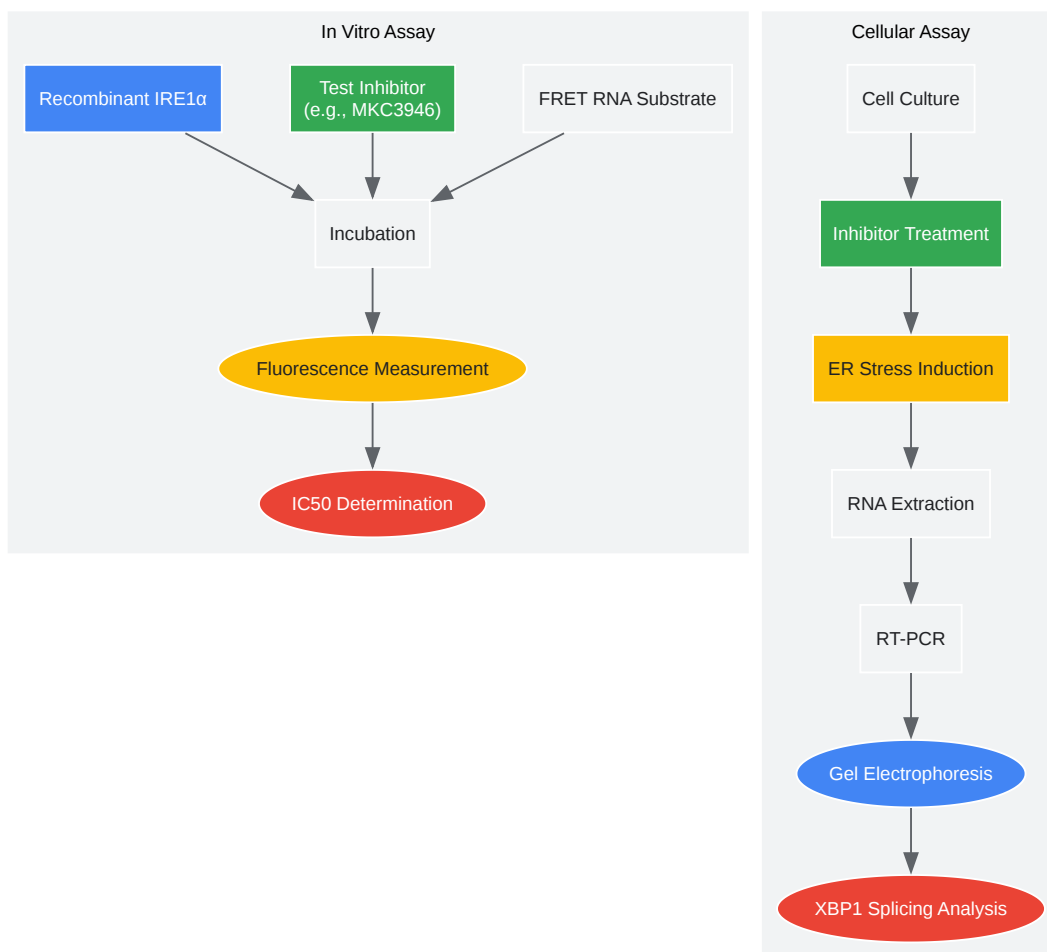 In Vitro Assay
Recombinant IRE1α
Test Inhibitor
(e.g., MKC3946)
FRET RNA Substrate
Incubation
Fluorescence Measurement
IC50 Determination
Cellular Assay
Cell Culture
Inhibitor Treatment
ER Stress Induction
RNA Extraction
RT-PCR
Gel Electrophoresis
XBP1 Splicing Analysis